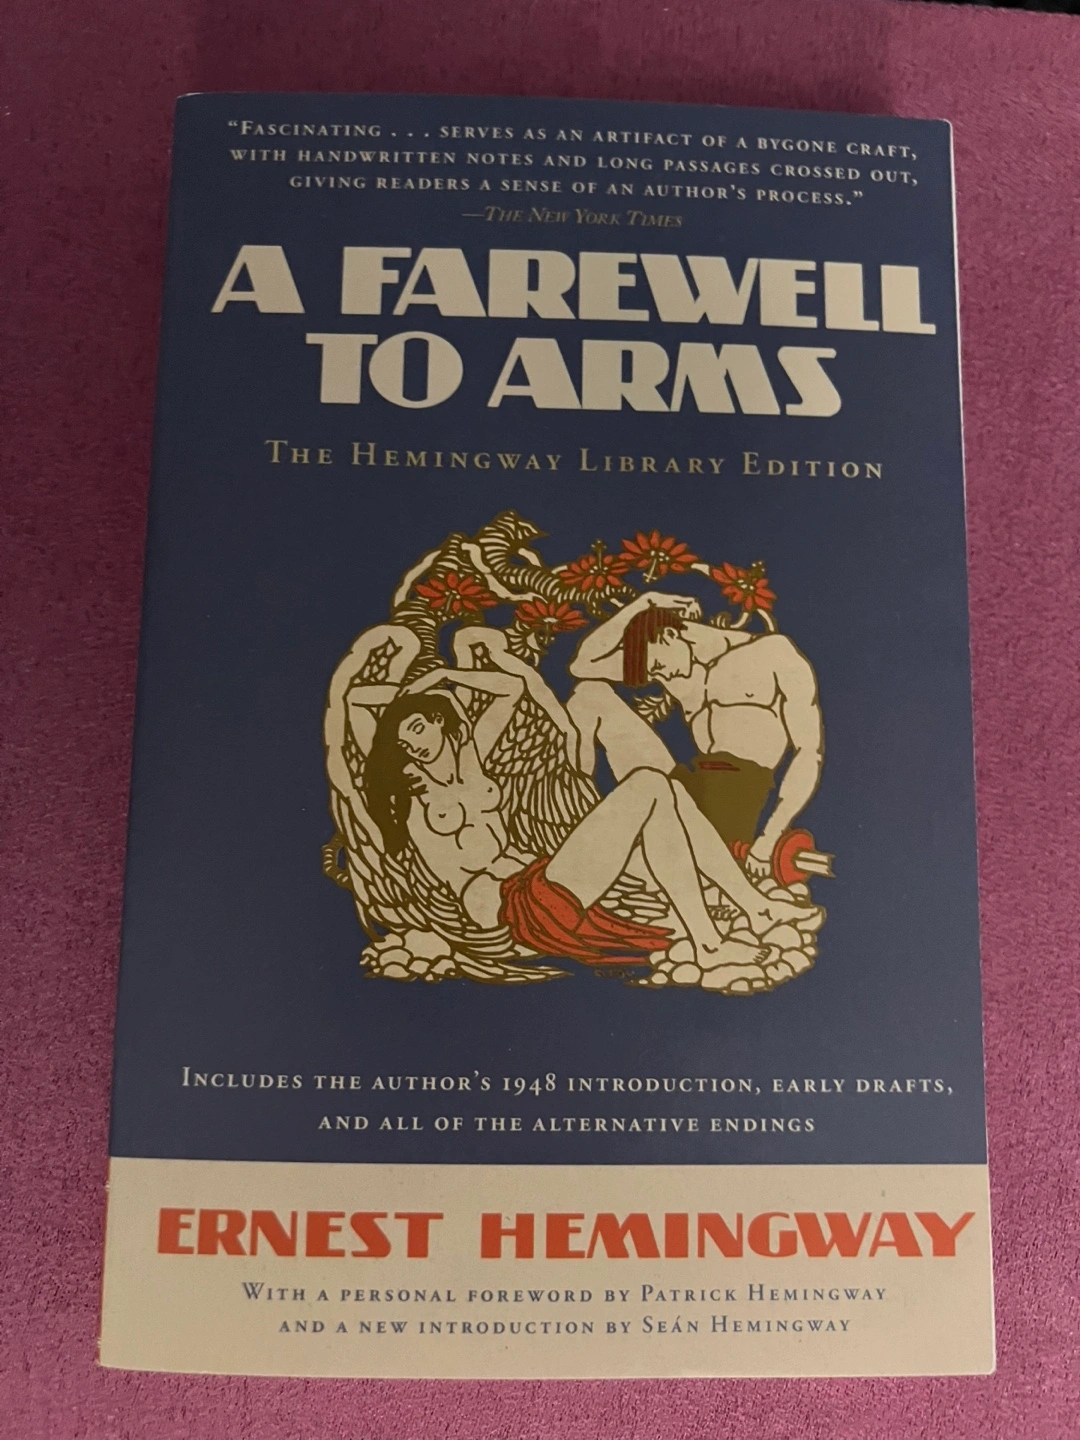 “Fascinating . . . serves as an artifact of a bygone craft,
with handwritten notes and long passages crossed out,
giving readers a sense of an author’s process.”
—The New York Times
A FAREWELL
TO ARMS
The Hemingway Library Edition
Includes the author’s 1948 introduction, early drafts,
and all of the alternative endings
ERNEST HEMINGWAY
With a personal foreword by Patrick Hemingway
and a new introduction by Seán Hemingway